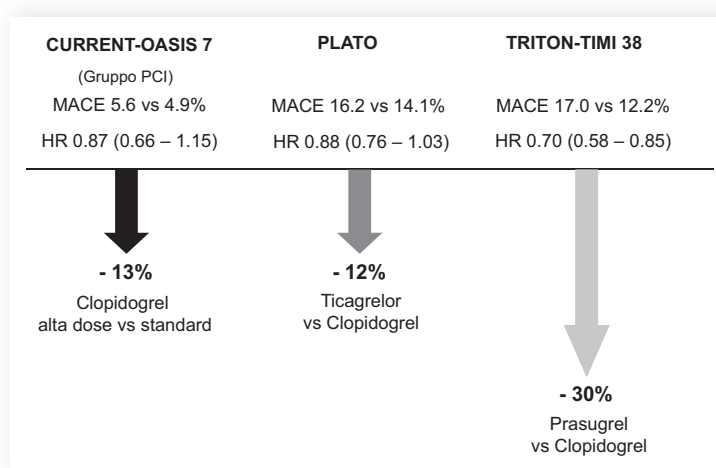 CURRENT-OASIS 7
(Gruppo PCI)
MACE 5.6 vs 4.9%
HR 0.87 (0.66 – 1.15)
- 13%
Clopidogrel
alta dose vs standard
PLATO
MACE 16.2 vs 14.1%
HR 0.88 (0.76 – 1.03)
- 12%
Ticagrelor
vs Clopidogrel
TRITON-TIMI 38
MACE 17.0 vs 12.2%
HR 0.70 (0.58 – 0.85)
- 30%
Prasugrel
vs Clopidogrel